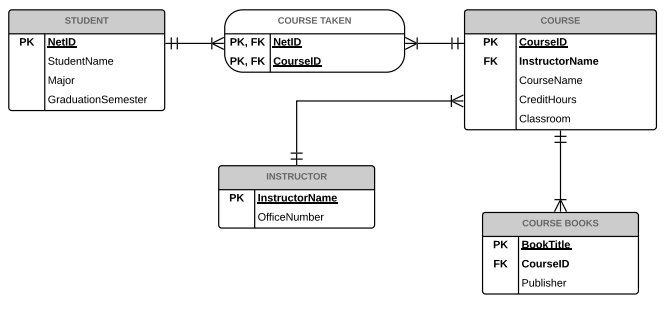 STUDENT
PK NetID
StudentName
Major
GraduationSemester
COURSE TAKEN
PK, FK NetID
PK, FK CourseID
COURSE
PK CourseID
FK InstructorName
CourseName
CreditHours
Classroom
INSTRUCTOR
PK InstructorName
OfficeNumber
COURSE BOOKS
PK BookTitle
FK CourseID
Publisher